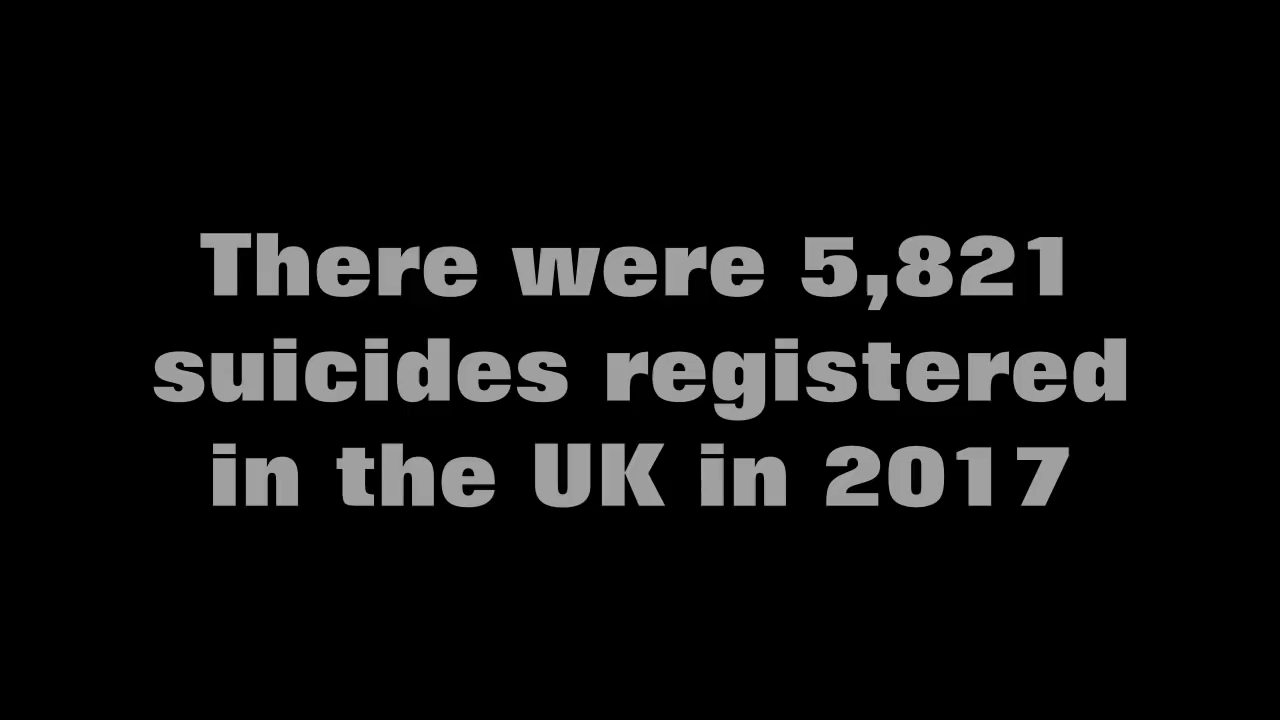 There were 5,821
suicides registered
in the UK in 2017